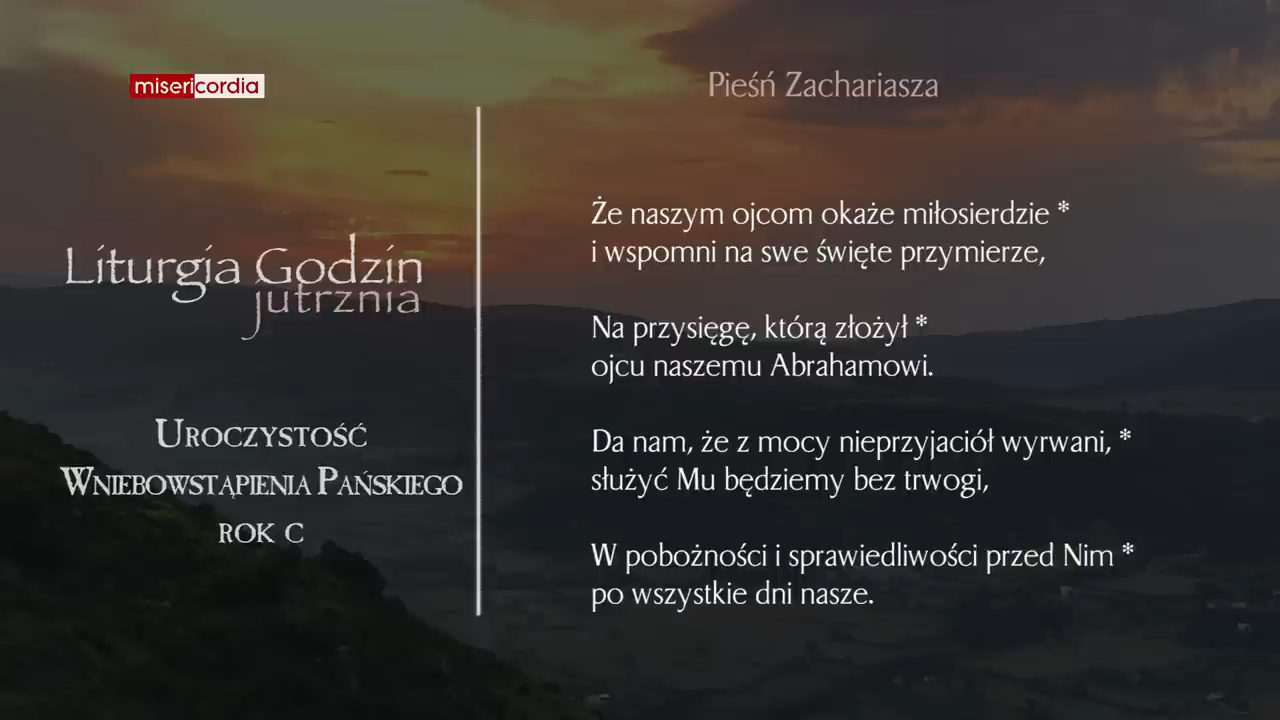 misericordia
Liturgia Godzin
jutrznia
Uroczystość
Wniebowstąpienia Pańskiego
rok C
Pieśń Zachariasza
Że naszym ojcom okaże miłosierdzie *
i wspomni na swe święte przymierze,
Na przysięgę, którą złożył *
ojcu naszemu Abrahamowi.
Da nam, że z mocy nieprzyjaciół wyrwani, *
służyć Mu będziemy bez trwogi,
W pobożności i sprawiedliwości przed Nim *
po wszystkie dni nasze.